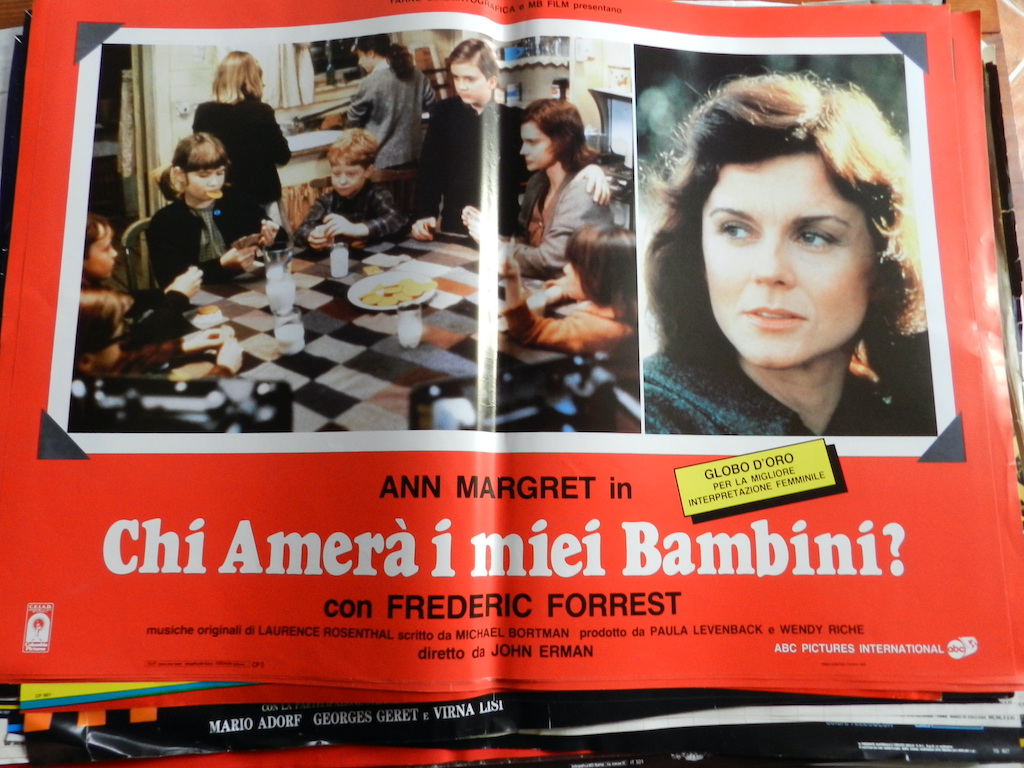 CINEMATOGRAFICA e MB FILM presentano
ANN MARGRET in
GLOBO D'ORO
PER LA MIGLIORE
INTERPRETAZIONE FEMMINILE
Chi Amerà i miei Bambini?
con FREDERIC FORREST
musiche originali di LAURENCE ROSENTHAL scritto da MICHAEL BORTMAN prodotto da PAULA LEVENBACK e WENDY RICHE
diretto da JOHN ERMAN
ABC PICTURES INTERNATIONAL
abc
MARIO ADORF GEORGES GERET E VIRNA LISI